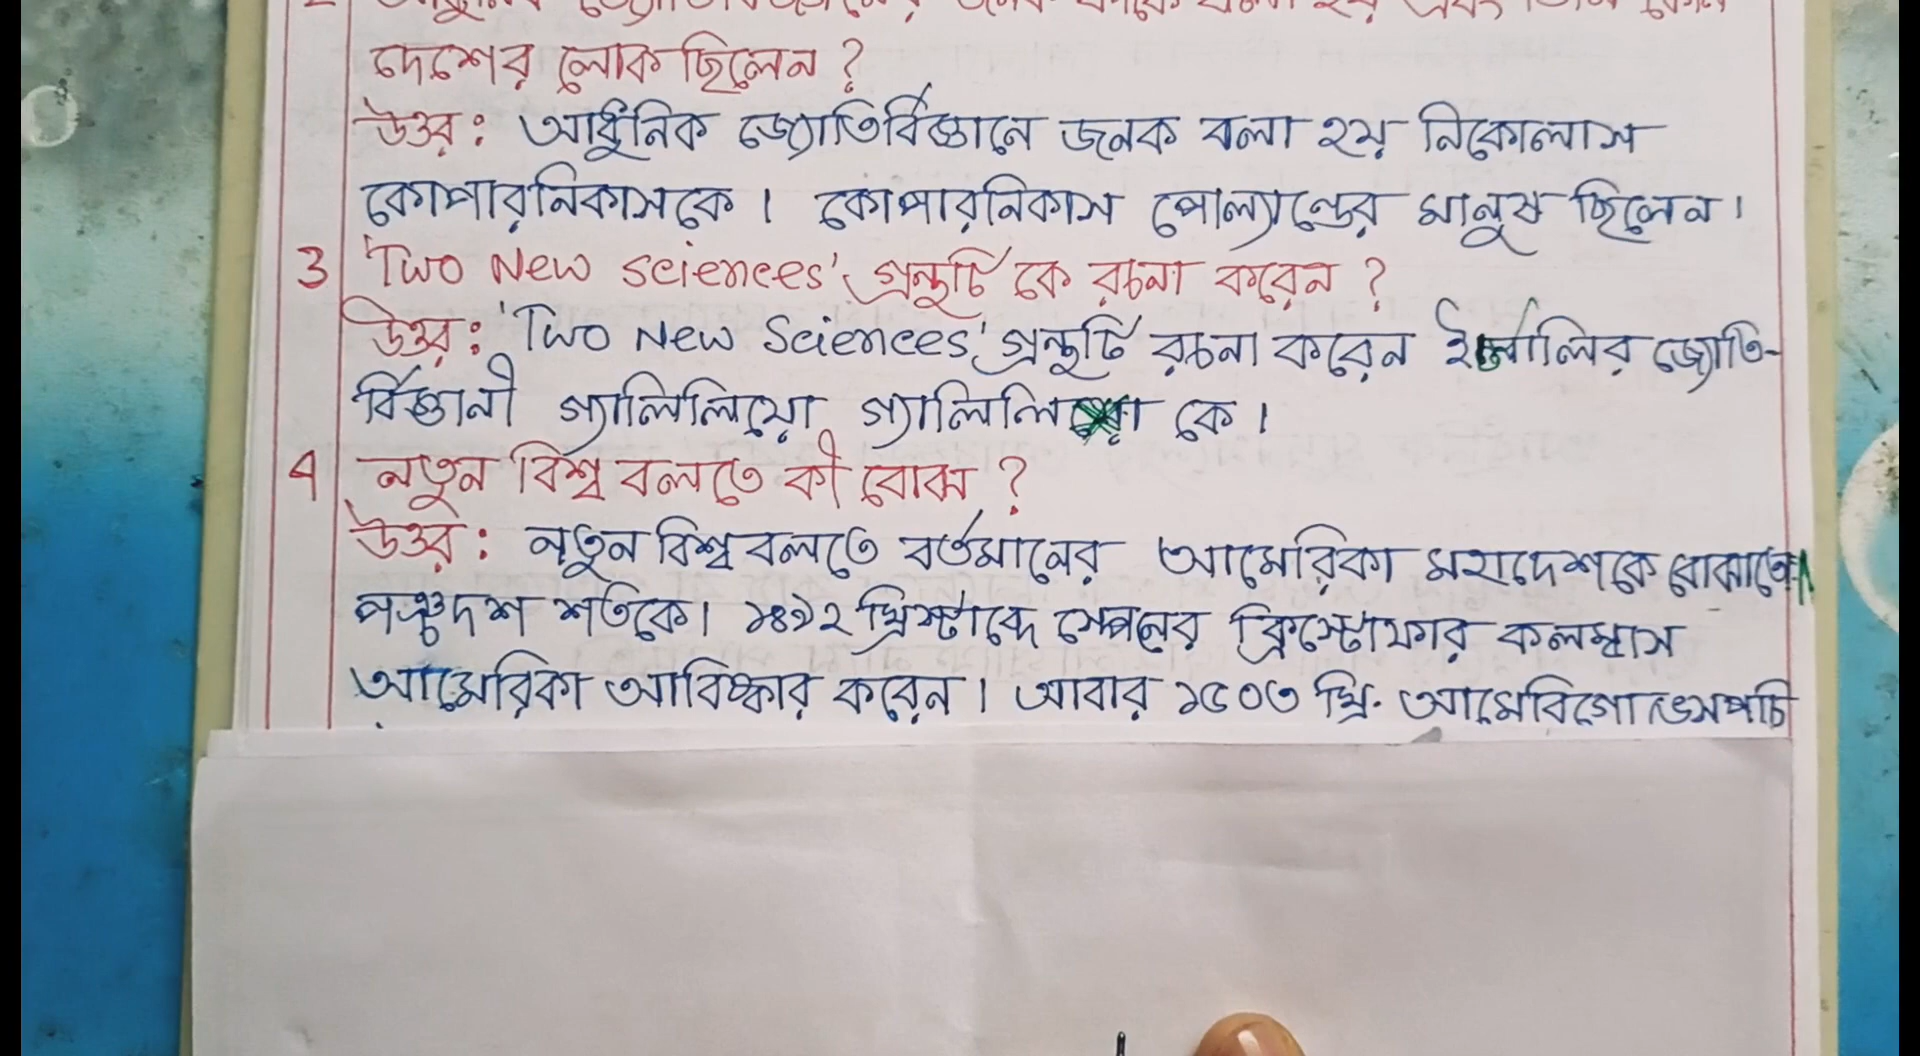 দেশের লোক ছিলেন ?
উত্তর : আধুনিক জ্যোতির্বিজ্ঞানে জনক বলা হয় নিকোলাস
কোপারনিকাসকে । কোপারনিকাস পোল্যান্ডের মানুষ ছিলেন ।
3 'Two New Sciences' গ্রন্থটি কে রচনা করেন ?
উত্তর : 'Two New Sciences' গ্রন্থটি রচনা করেন ইতালির জ্যোতি-
র্বিজ্ঞানী গ্যালিলিয়ো কে ।
4 নতুন বিশ্ব বলতে কী বোঝ ?
উত্তর : নতুন বিশ্ব বলতে বর্তমানের আমেরিকা মহাদেশকে বোঝাতো
পঞ্চদশ শতকে। ১৪৯২ খ্রিস্টাব্দে স্পেনের ক্রিস্টোফার কলম্বাস
আমেরিকা আবিষ্কার করেন । আবার ১৫০৩ খ্রি.